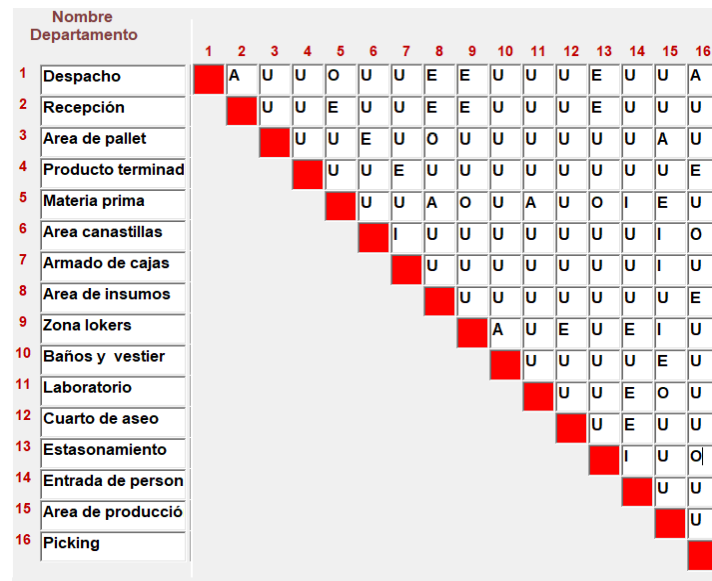 Nombre
Departamento
1 2 3 4 5 6 7 8 9 10 11 12 13 14 15 16
1 Despacho A U U O U U E E U U U E U U A
2 Recepción U U E U U E E U U U E U U U
3 Area de pallet U U E U O U U U U U U A U
4 Producto terminad U U E U U U U U U U U E
5 Materia prima U U A O U A U O I E U
6 Area canastillas I U U U U U U U I O
7 Armado de cajas U U U U U U U I U
8 Area de insumos U U U U U U U E
9 Zona lokers A U E U E I U
10 Baños y vestier U U U U E U
11 Laboratorio U U E O U
12 Cuarto de aseo U E U U
13 Estasonamiento I U O
14 Entrada de person U U
15 Area de producció U
16 Picking